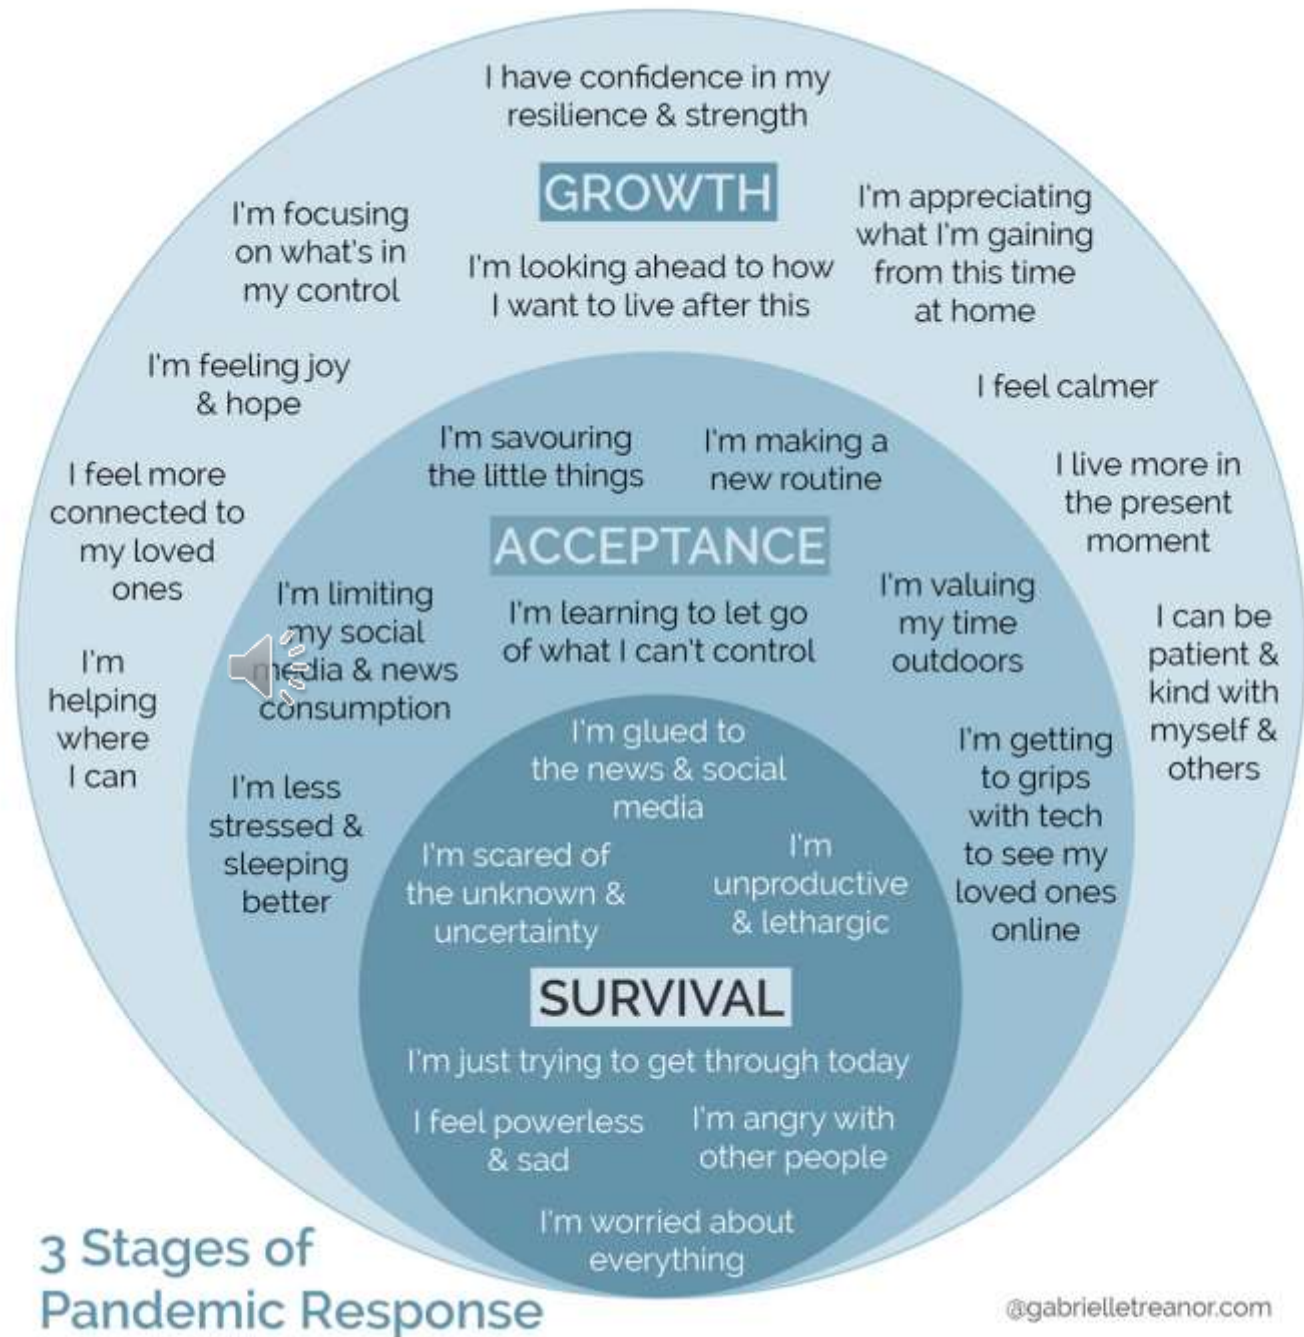 I have confidence in my
resilience & strength
GROWTH
I'm focusing
on what's in
my control
I'm looking ahead to how
I want to live after this
I'm appreciating
what I'm gaining
from this time
at home
I'm feeling joy
& hope
I feel calmer
I feel more
connected to
my loved
ones
I live more in
the present
moment
I'm
helping
where
I can
I can be
patient &
kind with
myself &
others
I'm savouring
the little things
I'm making a
new routine
ACCEPTANCE
I'm limiting
my social
media & news
consumption
I'm learning to let go
of what I can't control
I'm valuing
my time
outdoors
I'm less
stressed &
sleeping
better
I'm getting
to grips
with tech
to see my
loved ones
online
I'm glued to
the news & social
media
I'm scared of
the unknown &
uncertainty
I'm
unproductive
& lethargic
SURVIVAL
I'm just trying to get through today
I feel powerless
& sad
I'm angry with
other people
I'm worried about
everything
3 Stages of
Pandemic Response
@gabrielletreanor.com